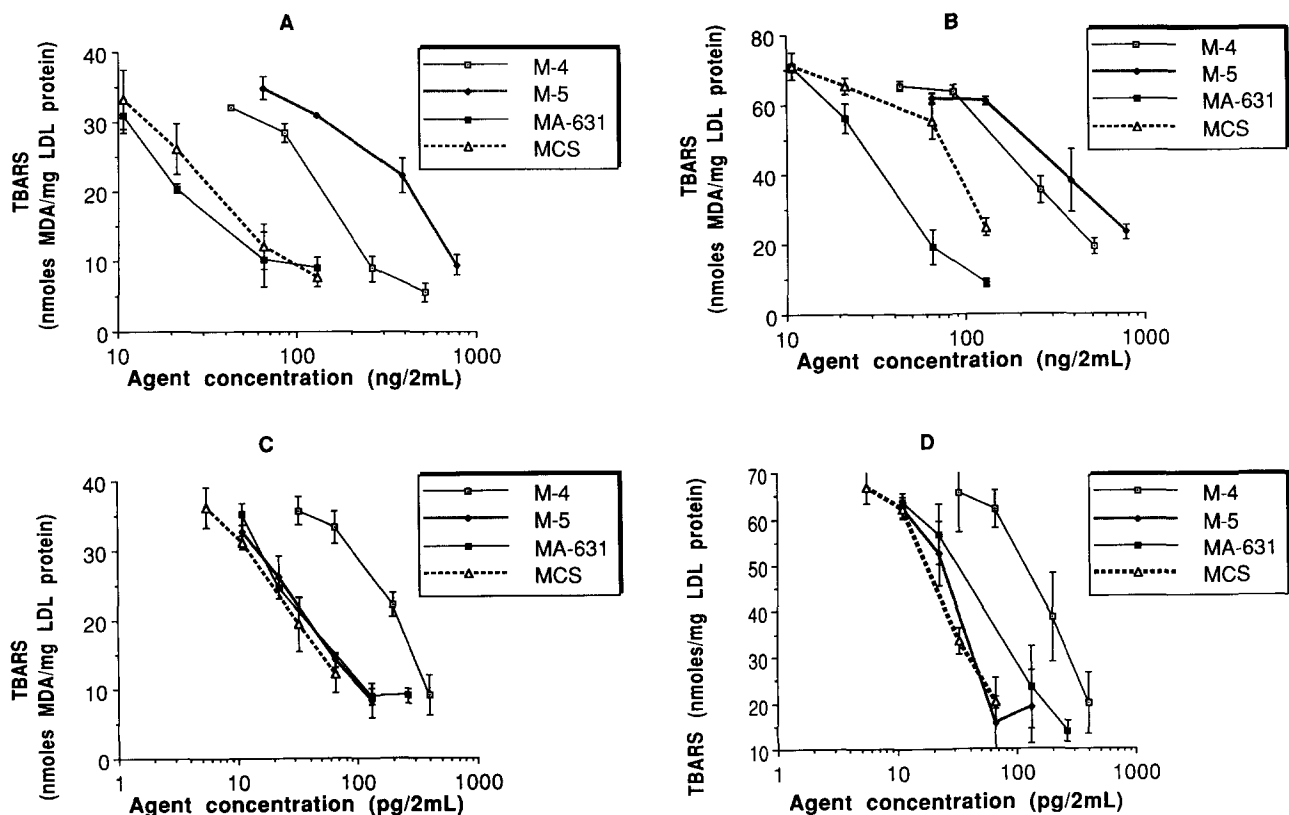 A
TBARS
(nmoles MDA/mg LDL protein)
40
30
20
10
0
10
100
1000
Agent concentration (ng/2mL)
M-4
M-5
MA-631
MCS
B
TBARS
(nmoles MDA/mg LDL protein)
80
60
40
20
0
10
100
1000
Agent concentration (ng/2mL)
M-4
M-5
MA-631
MCS
C
TBARS
(nmoles MDA/mg LDL protein)
40
30
20
10
0
1
10
100
1000
Agent concentration (pg/2mL)
M-4
M-5
MA-631
MCS
D
TBARS (nmoles/mg LDL protein)
70
60
50
40
30
20
10
1
10
100
1000
Agent concentration (pg/2mL)
M-4
M-5
MA-631
MCS